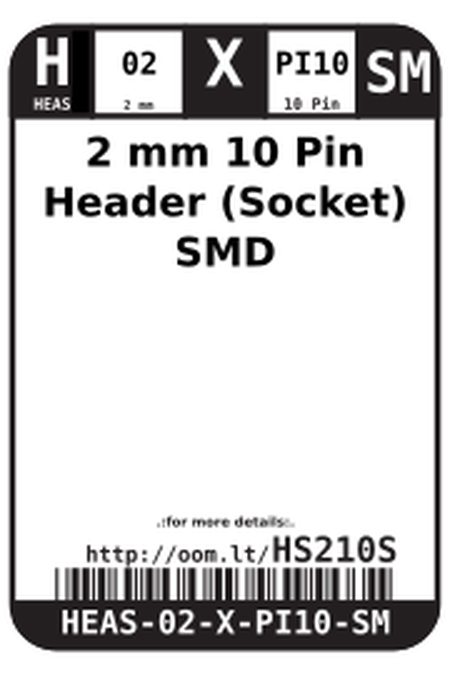 H 02 X PI10 SM
HEAS 2 mm 10 Pin
2 mm 10 Pin
Header (Socket)
SMD
.:for more details:.
http://oom.lt/HS210S
HEAS-02-X-PI10-SM